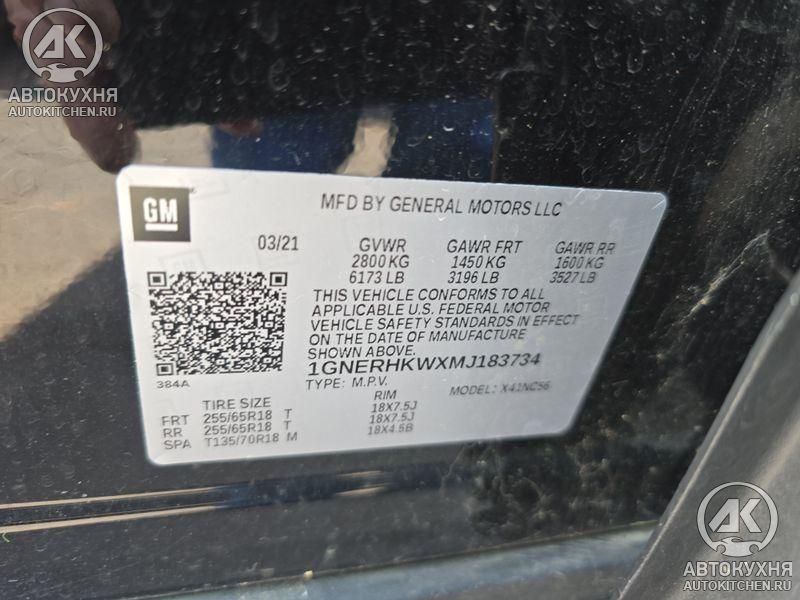 АК
АВТОКУХНЯ
AUTOKITCHEN.RU
GM
MFD BY GENERAL MOTORS LLC
03/21 GVWR GAWR FRT GAWR RR
2800 KG 1450 KG 1600 KG
6173 LB 3196 LB 3527 LB
THIS VEHICLE CONFORMS TO ALL
APPLICABLE U.S. FEDERAL MOTOR
VEHICLE SAFETY STANDARDS IN EFFECT
ON THE DATE OF MANUFACTURE
SHOWN ABOVE.
1GNERHKWXMJ183734
384A
TYPE: M.P.V. MODEL: X41NC56
TIRE SIZE RIM
FRT 255/65R18 T 18X7.5J
RR 255/65R18 T 18X7.5J
SPA T135/70R18 M 18X4.5B
АК
АВТОКУХНЯ
AUTOKITCHEN.RU